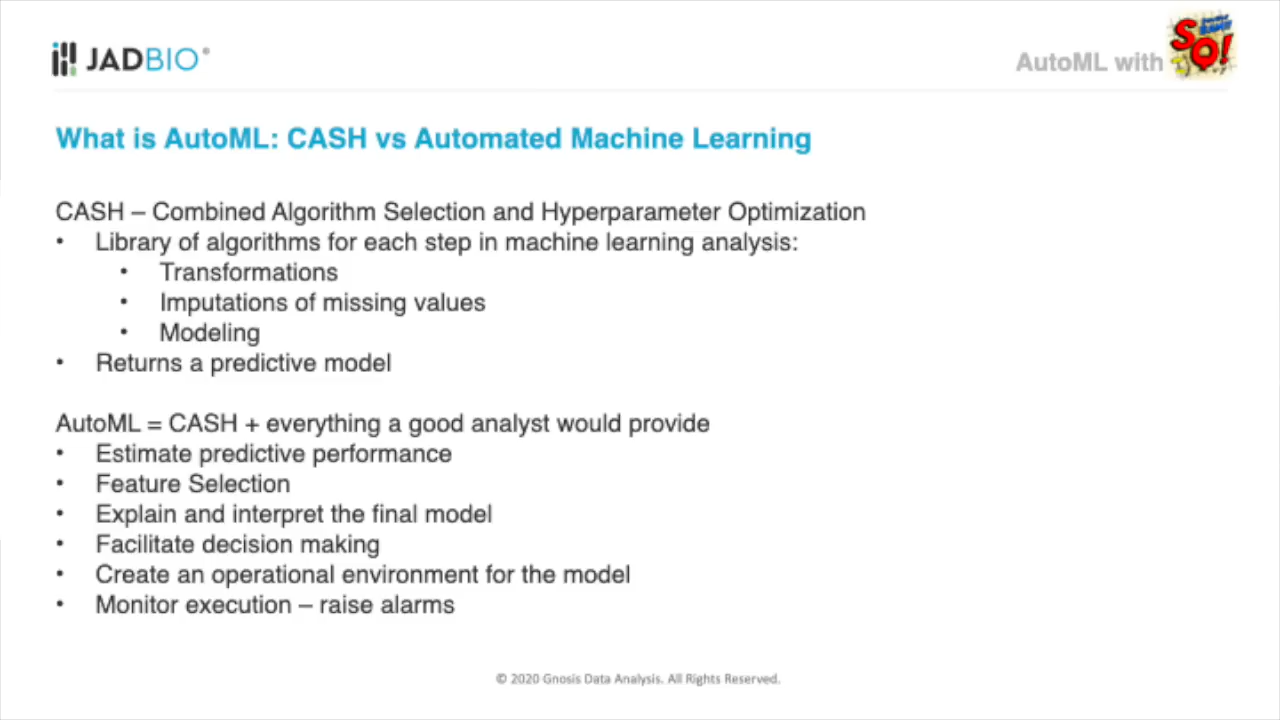 JADBIO®
AutoML with SO!
What is AutoML: CASH vs Automated Machine Learning
CASH – Combined Algorithm Selection and Hyperparameter Optimization
• Library of algorithms for each step in machine learning analysis:
• Transformations
• Imputations of missing values
• Modeling
• Returns a predictive model
AutoML = CASH + everything a good analyst would provide
• Estimate predictive performance
• Feature Selection
• Explain and interpret the final model
• Facilitate decision making
• Create an operational environment for the model
• Monitor execution – raise alarms
© 2020 Gnosis Data Analysis. All Rights Reserved.